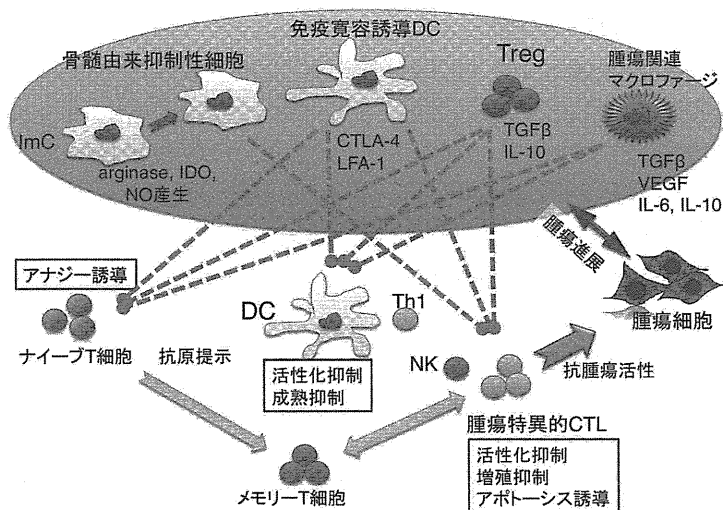 免疫寛容誘導DC
骨髄由来抑制性細胞
Treg
腫瘍関連
マクロファージ
ImC
CTLA-4
LFA-1
TGFβ
IL-10
arginase, IDO,
NO産生
TGFβ
VEGF
IL-6, IL-10
腫瘍進展
アナジー誘導
DC
Th1
腫瘍細胞
ナイーブT細胞
抗原提示
活性化抑制
成熟抑制
NK
抗腫瘍活性
腫瘍特異的CTL
活性化抑制
増殖抑制
アポトーシス誘導
メモリーT細胞